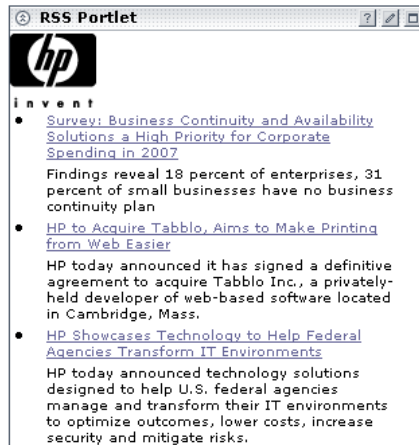 RSS Portlet
?
hp
invent
Survey: Business Continuity and Availability
Solutions a High Priority for Corporate
Spending in 2007
Findings reveal 18 percent of enterprises, 31
percent of small businesses have no business
continuity plan
HP to Acquire Tabblo, Aims to Make Printing
from Web Easier
HP today announced it has signed a definitive
agreement to acquire Tabblo Inc., a privately-
held developer of web-based software located
in Cambridge, Mass.
HP Showcases Technology to Help Federal
Agencies Transform IT Environments
HP today announced technology solutions
designed to help U.S. federal agencies
manage and transform their IT environments
to optimize outcomes, lower costs, increase
security and mitigate risks.